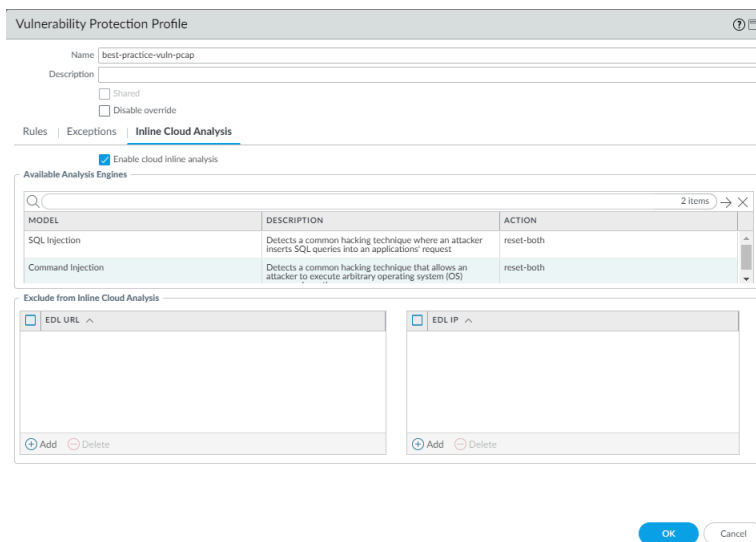 Vulnerability Protection Profile
Name best-practice-vuln-pcap
Description
Shared
Disable override
Rules | Exceptions | Inline Cloud Analysis
Enable cloud inline analysis
Available Analysis Engines
2 items
MODEL DESCRIPTION ACTION
SQL Injection Detects a common hacking technique where an attacker reset-both
inserts SQL queries into an applications' request
Command Injection Detects a common hacking technique that allows an reset-both
attacker to execute arbitrary operating system (OS)
Exclude from Inline Cloud Analysis
EDL URL EDL IP
Add Delete Add Delete
OK Cancel